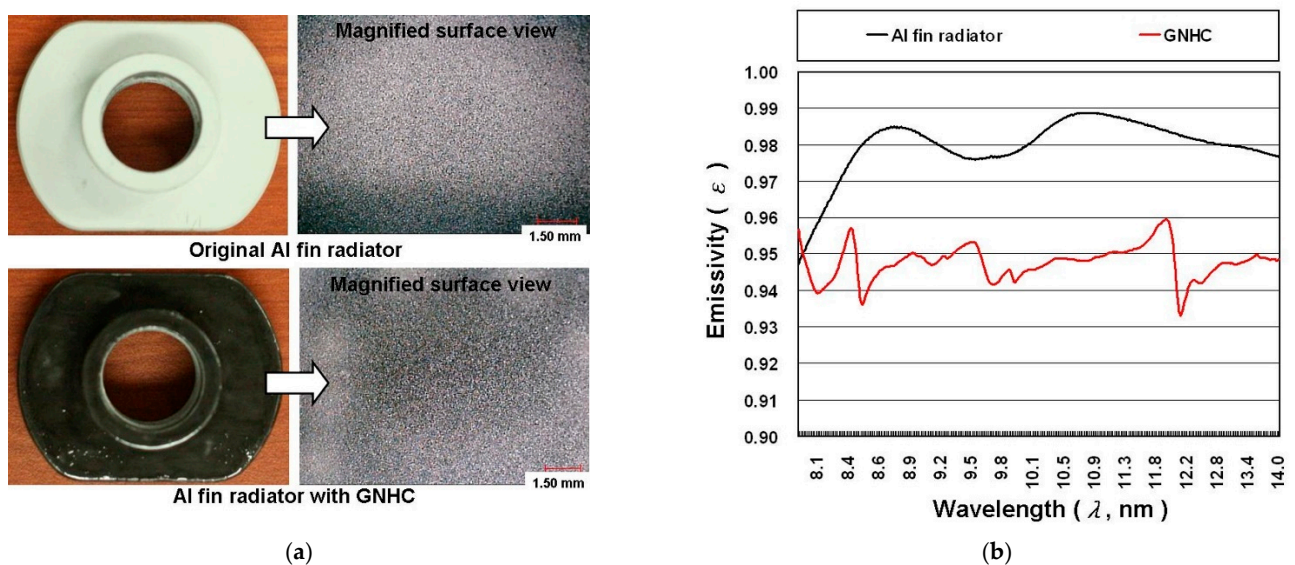 Magnified surface view
1.50 mm
Original Al fin radiator
Magnified surface view
1.50 mm
Al fin radiator with GNHC
(a)
Al fin radiator
GNHC
1.00
0.99
0.98
0.97
0.96
0.95
0.94
0.93
0.92
0.91
0.90
Emissivity ( ε )
8.1 8.4 8.6 8.9 9.2 9.5 9.8 10.1 10.5 10.9 11.3 11.8 12.2 12.8 13.4 14.0
Wavelength ( λ , nm )
(b)